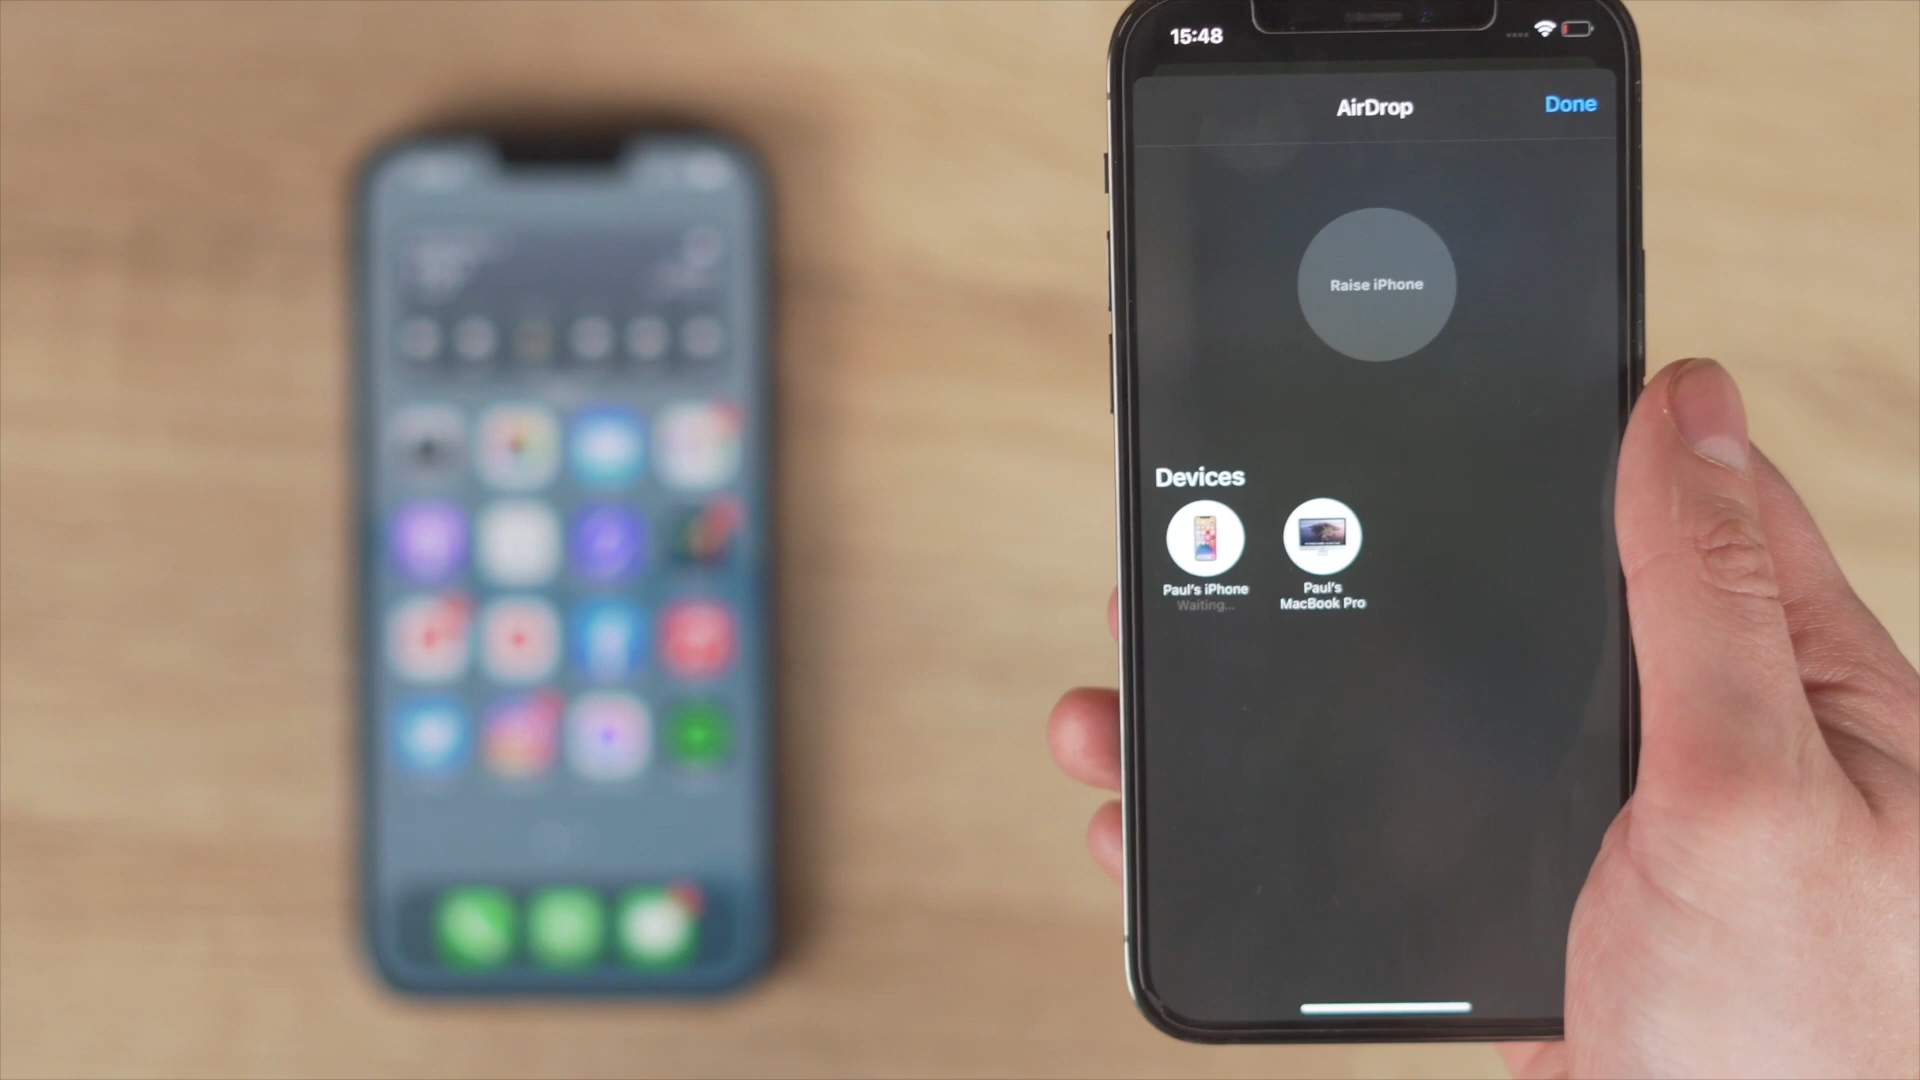 15:48
AirDrop
Done
Raise iPhone
Devices
Paul's iPhone
Waiting...
Paul's
MacBook Pro